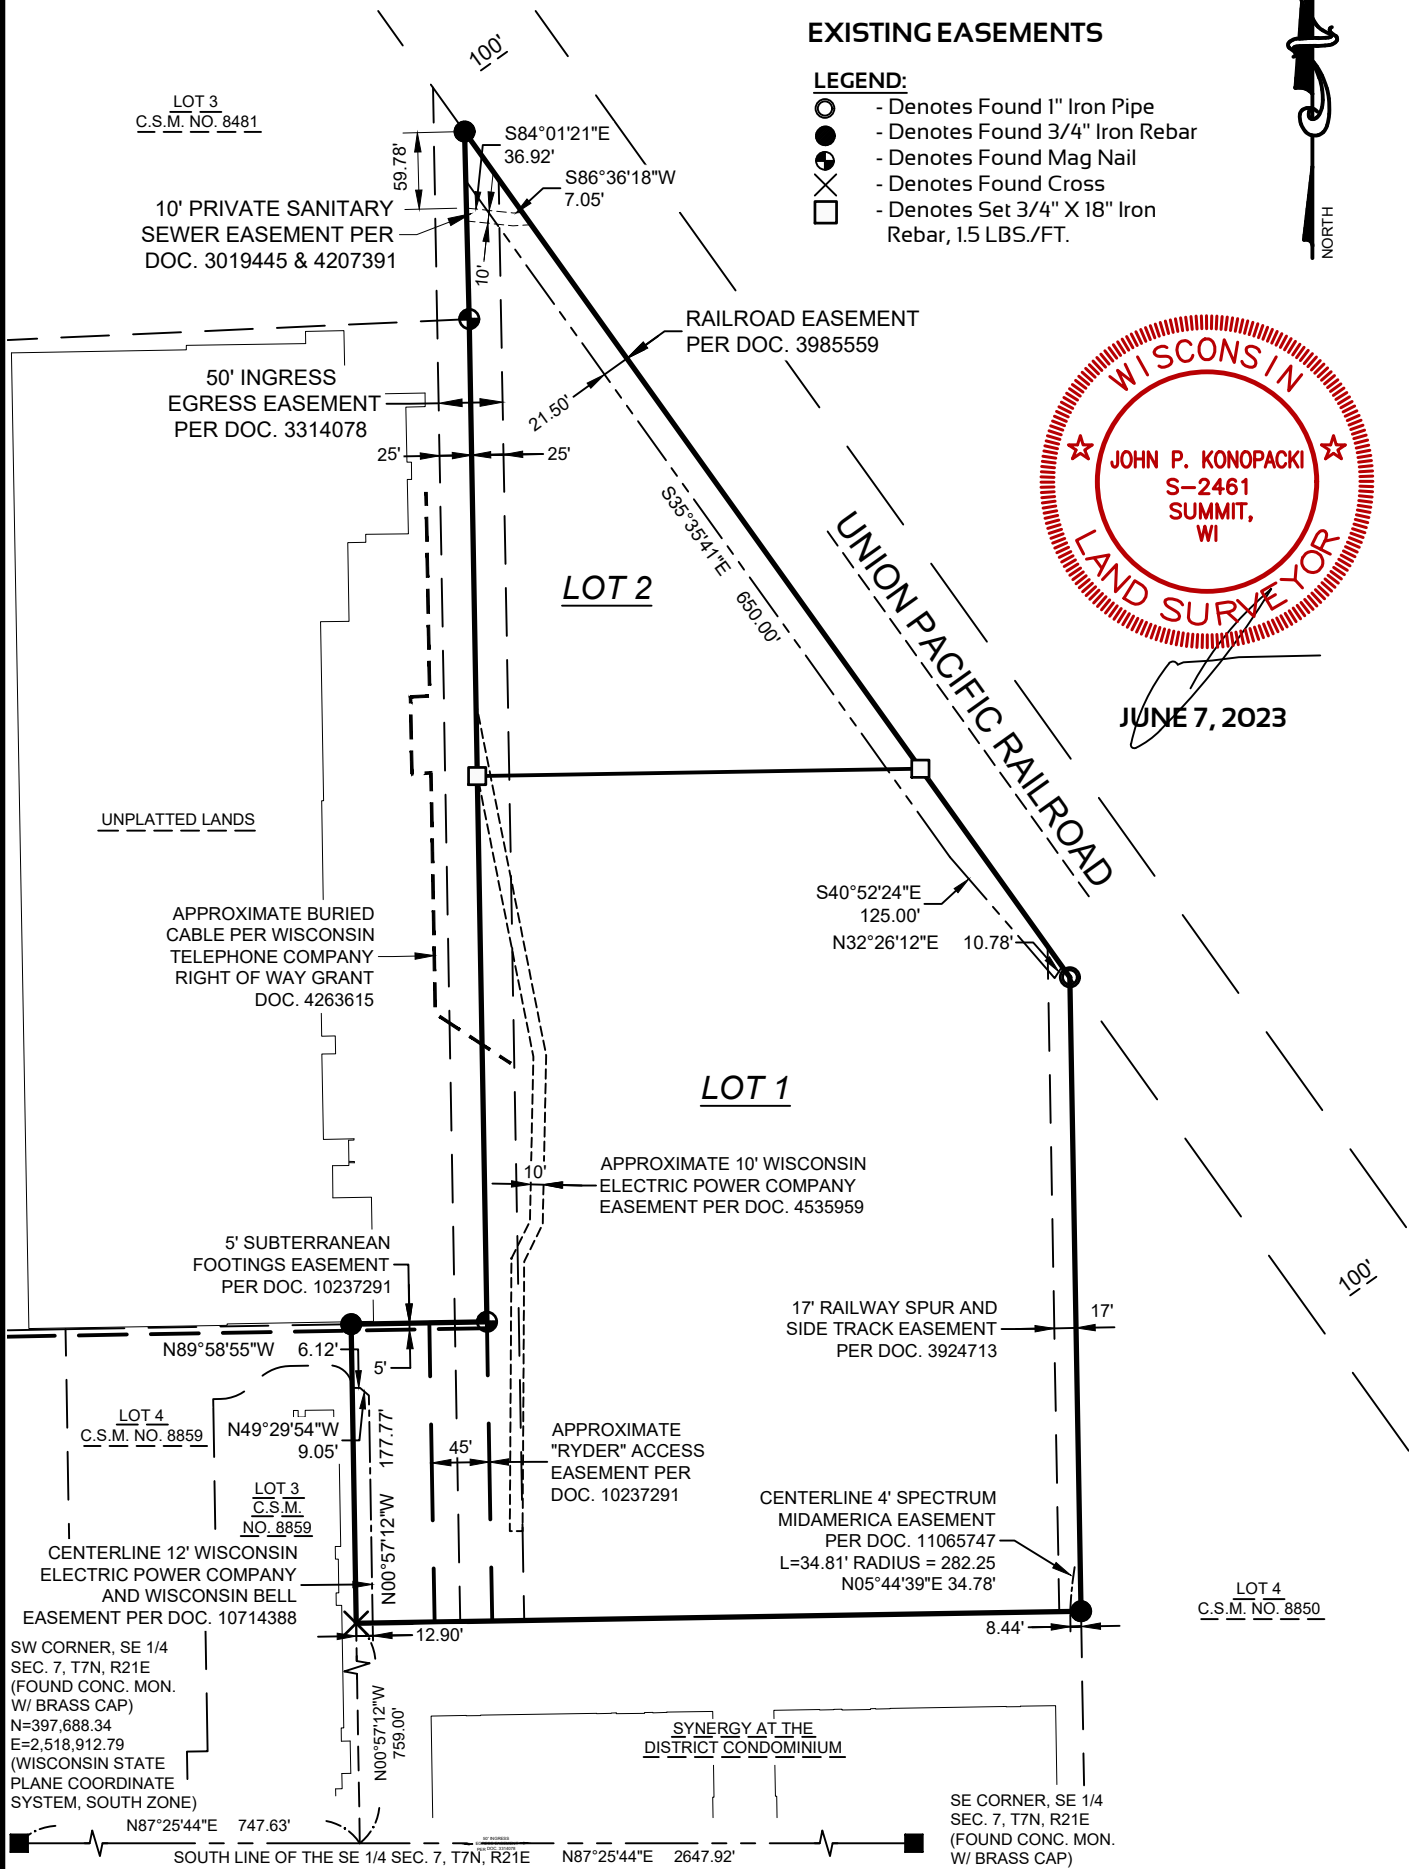 EXISTING EASEMENTS
LEGEND:
- Denotes Found 1" Iron Pipe
- Denotes Found 3/4" Iron Rebar
- Denotes Found Mag Nail
- Denotes Found Cross
- Denotes Set 3/4" X 18" Iron
Rebar, 1.5 LBS./FT.
NORTH
100'
LOT 3
C.S.M. NO. 8481
59.78'
S84°01'21"E
36.92'
S86°36'18"W
7.05'
10' PRIVATE SANITARY
SEWER EASEMENT PER
DOC. 3019445 & 4207391
10'
RAILROAD EASEMENT
PER DOC. 3985559
50' INGRESS
EGRESS EASEMENT
PER DOC. 3314078
21.50'
25'
25'
WISCONSIN
JOHN P. KONOPACKI
S-2461
SUMMIT,
WI
LAND SURVEYOR
JUNE 7, 2023
S35°35'41"E 650.00'
LOT 2
UNION PACIFIC RAILROAD
UNPLATTED LANDS
S40°52'24"E
125.00'
N32°26'12"E 10.78'
APPROXIMATE BURIED
CABLE PER WISCONSIN
TELEPHONE COMPANY
RIGHT OF WAY GRANT
DOC. 4263615
LOT 1
10'
APPROXIMATE 10' WISCONSIN
ELECTRIC POWER COMPANY
EASEMENT PER DOC. 4535959
5' SUBTERRANEAN
FOOTINGS EASEMENT
PER DOC. 10237291
17' RAILWAY SPUR AND
SIDE TRACK EASEMENT
PER DOC. 3924713
17'
100'
N89°58'55"W 6.12'
5'
LOT 4
C.S.M. NO. 8859
N49°29'54"W
9.05'
N00°57'12"W 177.77'
45'
APPROXIMATE
"RYDER" ACCESS
EASEMENT PER
DOC. 10237291
LOT 3
C.S.M.
NO. 8859
CENTERLINE 4' SPECTRUM
MIDAMERICA EASEMENT
PER DOC. 11065747
L=34.81' RADIUS = 282.25
N05°44'39"E 34.78'
CENTERLINE 12' WISCONSIN
ELECTRIC POWER COMPANY
AND WISCONSIN BELL
EASEMENT PER DOC. 10714388
LOT 4
C.S.M. NO. 8850
12.90'
8.44'
SW CORNER, SE 1/4
SEC. 7, T7N, R21E
(FOUND CONC. MON.
W/ BRASS CAP)
N=397,688.34
E=2,518,912.79
(WISCONSIN STATE
PLANE COORDINATE
SYSTEM, SOUTH ZONE)
N00°57'12"W
759.00'
SYNERGY AT THE
DISTRICT CONDOMINIUM
SE CORNER, SE 1/4
SEC. 7, T7N, R21E
(FOUND CONC. MON.
W/ BRASS CAP)
N87°25'44"E 747.63'
SOUTH LINE OF THE SE 1/4 SEC. 7, T7N, R21E N87°25'44"E 2647.92'